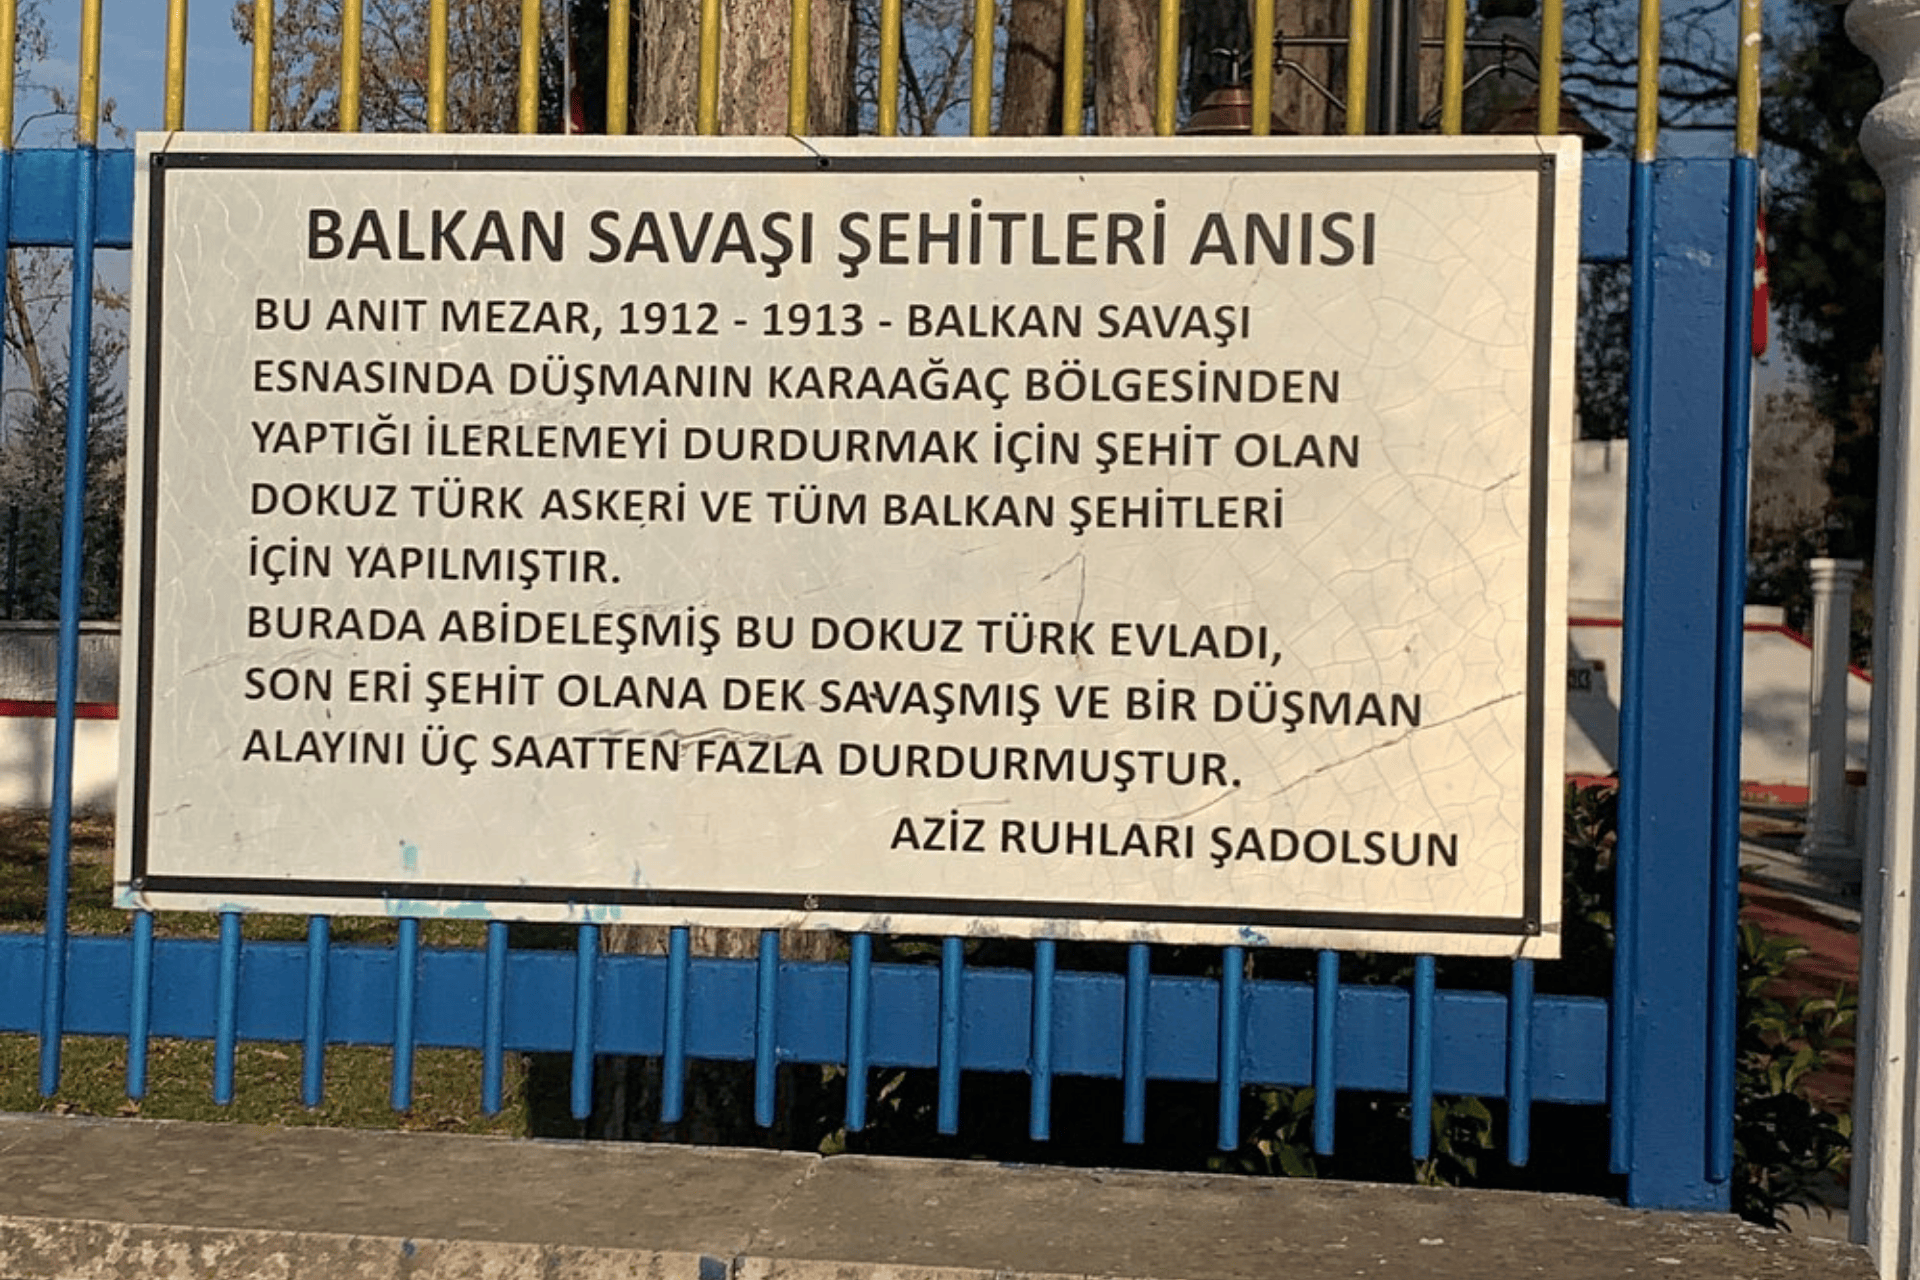 BALKAN SAVAŞI ŞEHİTLERİ ANISI
BU ANIT MEZAR, 1912 - 1913 - BALKAN SAVAŞI
ESNASINDA DÜŞMANIN KARAAĞAÇ BÖLGESİNDEN
YAPTIĞI İLERLEMEYİ DURDURMAK İÇİN ŞEHİT OLAN
DOKUZ TÜRK ASKERİ VE TÜM BALKAN ŞEHİTLERİ
İÇİN YAPILMIŞTIR.
BURADA ABİDELEŞMİŞ BU DOKUZ TÜRK EVLADI,
SON ERİ ŞEHİT OLANA DEK SAVAŞMIŞ VE BİR DÜŞMAN
ALAYINI ÜÇ SAATTEN FAZLA DURDURMUŞTUR.
AZİZ RUHLARI ŞADOLSUN